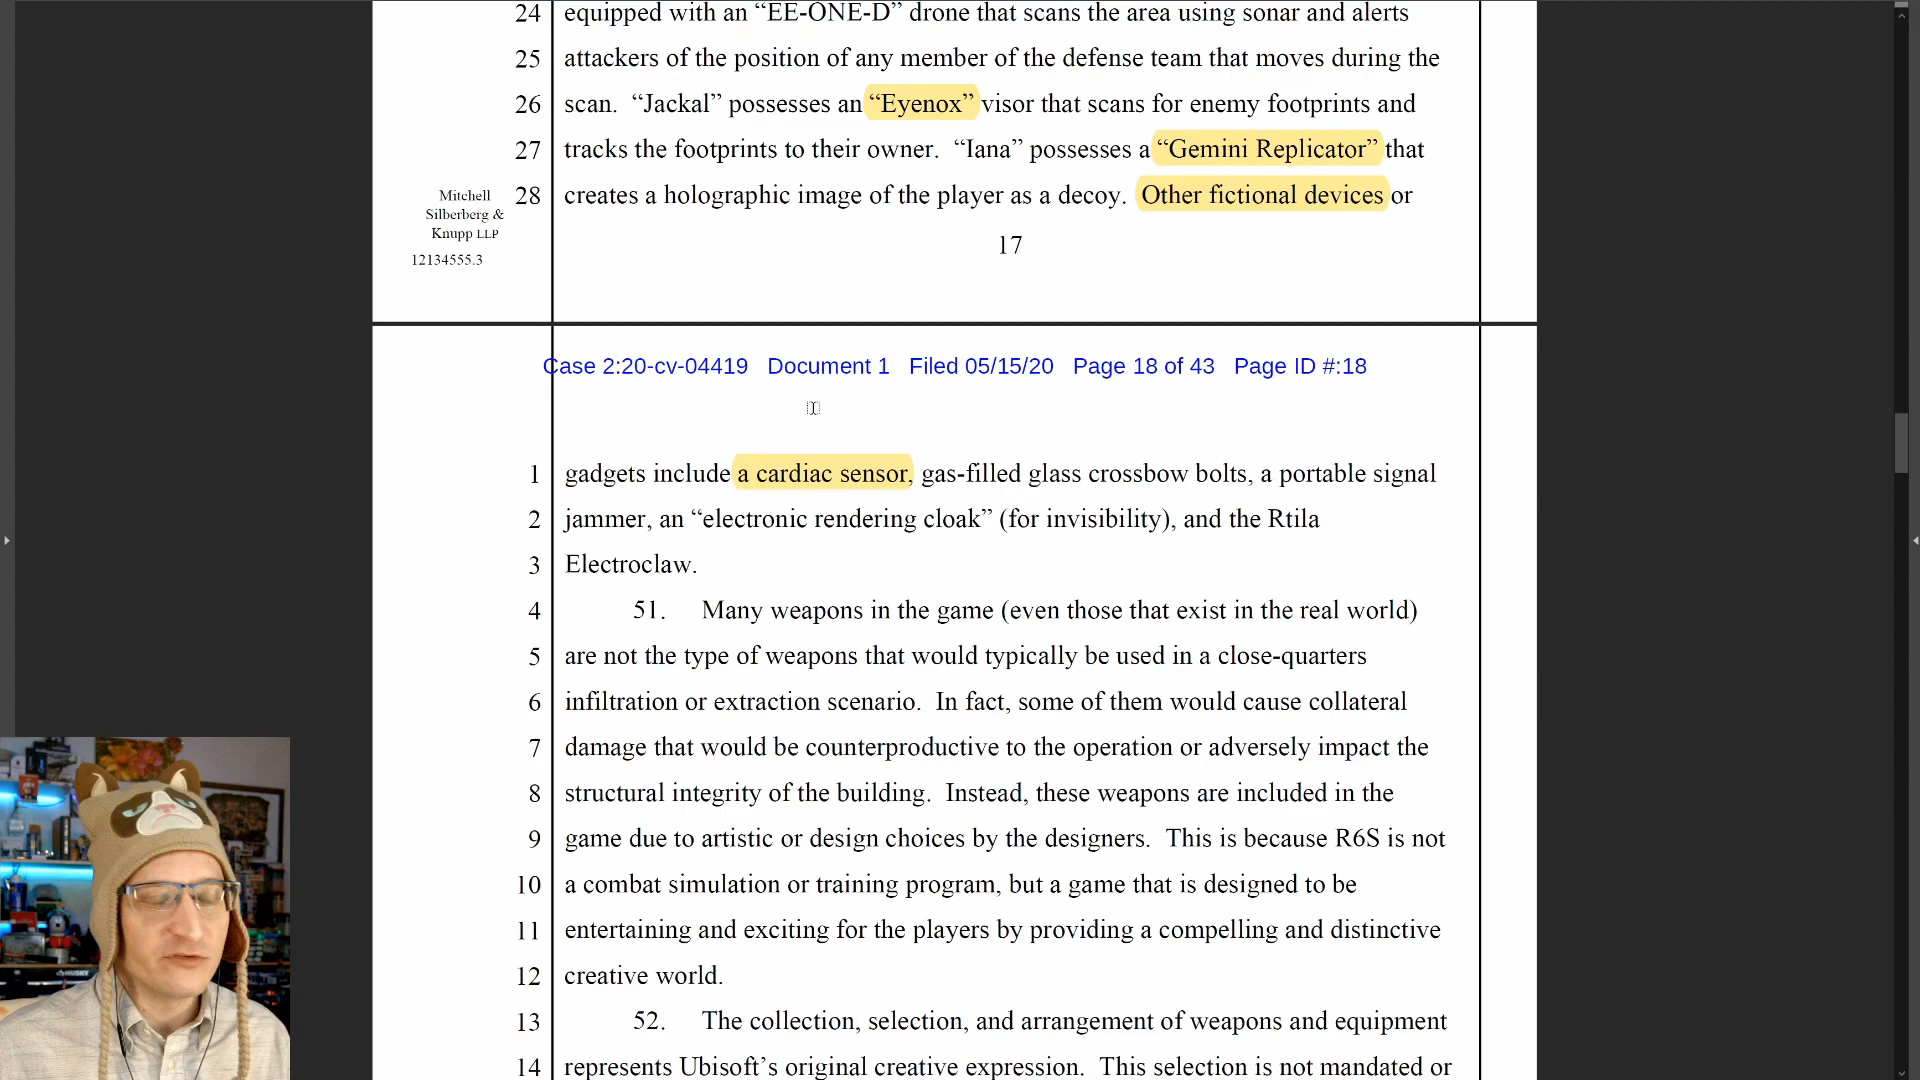 24 equipped with an “EE-ONE-D” drone that scans the area using sonar and alerts
25 attackers of the position of any member of the defense team that moves during the
26 scan.  “Jackal” possesses an “Eyenox” visor that scans for enemy footprints and
27 tracks the footprints to their owner.  “Iana” possesses a “Gemini Replicator” that
28 creates a holographic image of the player as a decoy.  Other fictional devices or
Mitchell
Silberberg &
Knupp LLP
12134555.3
17
Case 2:20-cv-04419   Document 1   Filed 05/15/20   Page 18 of 43   Page ID #:18
1 gadgets include a cardiac sensor, gas-filled glass crossbow bolts, a portable signal
2 jammer, an “electronic rendering cloak” (for invisibility), and the Rtila
3 Electroclaw.
4 51. Many weapons in the game (even those that exist in the real world)
5 are not the type of weapons that would typically be used in a close-quarters
6 infiltration or extraction scenario.  In fact, some of them would cause collateral
7 damage that would be counterproductive to the operation or adversely impact the
8 structural integrity of the building.  Instead, these weapons are included in the
9 game due to artistic or design choices by the designers.  This is because R6S is not
10 a combat simulation or training program, but a game that is designed to be
11 entertaining and exciting for the players by providing a compelling and distinctive
12 creative world.
13 52. The collection, selection, and arrangement of weapons and equipment
14 represents Ubisoft’s original creative expression.  This selection is not mandated or
HUSKY